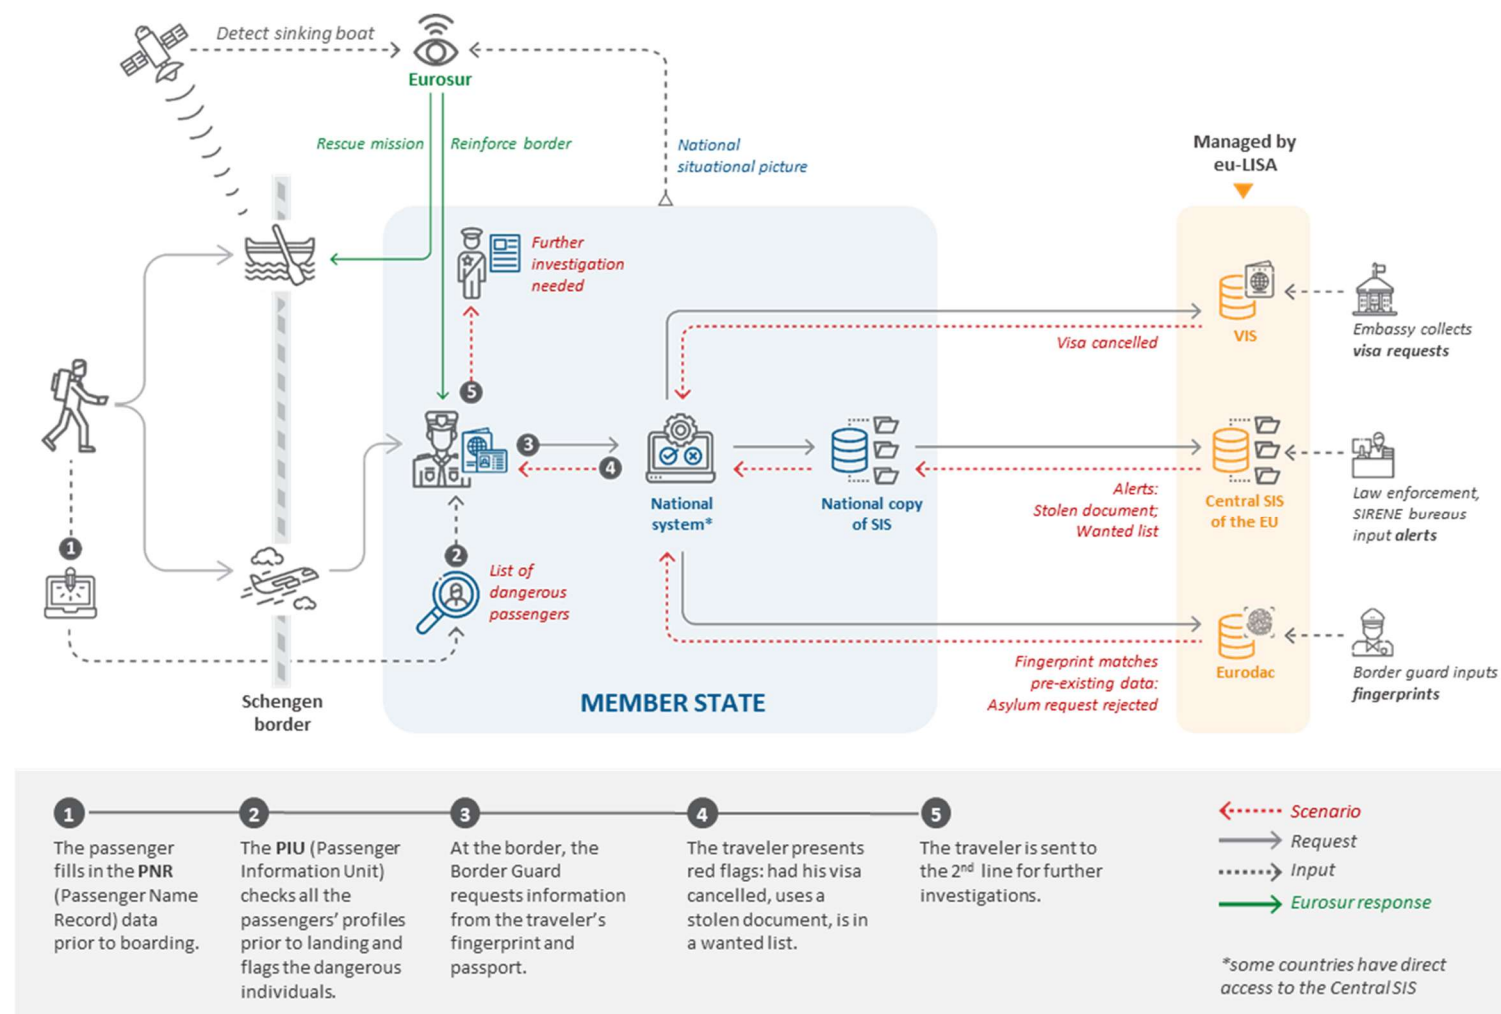 Detect sinking boat
Eurosur
Rescue mission
Reinforce border
National
situational picture
Managed by
eu-LISA
Further
investigation
needed
Visa cancelled
VIS
Embassy collects
visa requests
5
3
4
National
system*
National copy
of SIS
Alerts:
Stolen document;
Wanted list
Central SIS
of the EU
Law enforcement,
SIRENE bureaus
input alerts
1
2
List of
dangerous
passengers
Fingerprint matches
pre-existing data:
Asylum request rejected
Eurodac
Border guard inputs
fingerprints
Schengen
border
MEMBER STATE
1
The passenger
fills in the PNR
(Passenger Name
Record) data
prior to boarding.
2
The PIU (Passenger
Information Unit)
checks all the
passengers’ profiles
prior to landing and
flags the dangerous
individuals.
3
At the border, the
Border Guard
requests information
from the traveler’s
fingerprint and
passport.
4
The traveler presents
red flags: had his visa
cancelled, uses a
stolen document, is in
a wanted list.
5
The traveler is sent to
the 2nd line for further
investigations.
Scenario
Request
Input
Eurosur response
*some countries have direct
access to the Central SIS